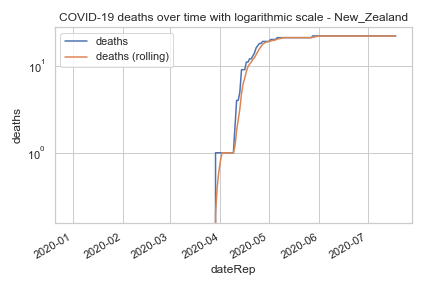 COVID-19 deaths over time with logarithmic scale - New_Zealand
deaths
deaths (rolling)
10¹
10⁰
deaths
2020-01
2020-02
2020-03
2020-04
2020-05
2020-06
2020-07
dateRep